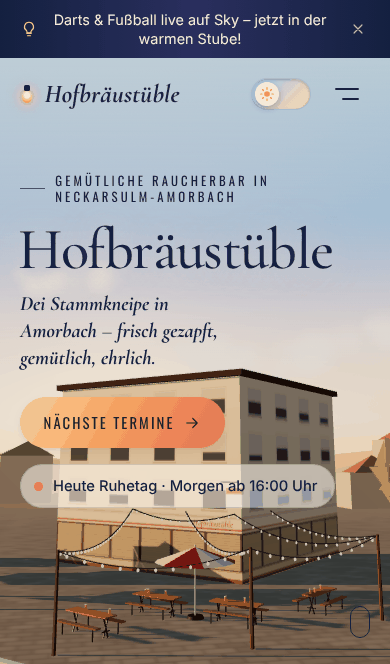 Darts & Fußball live auf Sky – jetzt in der
warmen Stube!
Hofbräustüble
GEMÜTLICHE RAUCHERBAR IN
NECKARSULM-AMORBACH
Hofbräustüble
Dei Stammkneipe in
Amorbach – frisch gezapft,
gemütlich, ehrlich.
NÄCHSTE TERMINE →
Heute Ruhetag · Morgen ab 16:00 Uhr